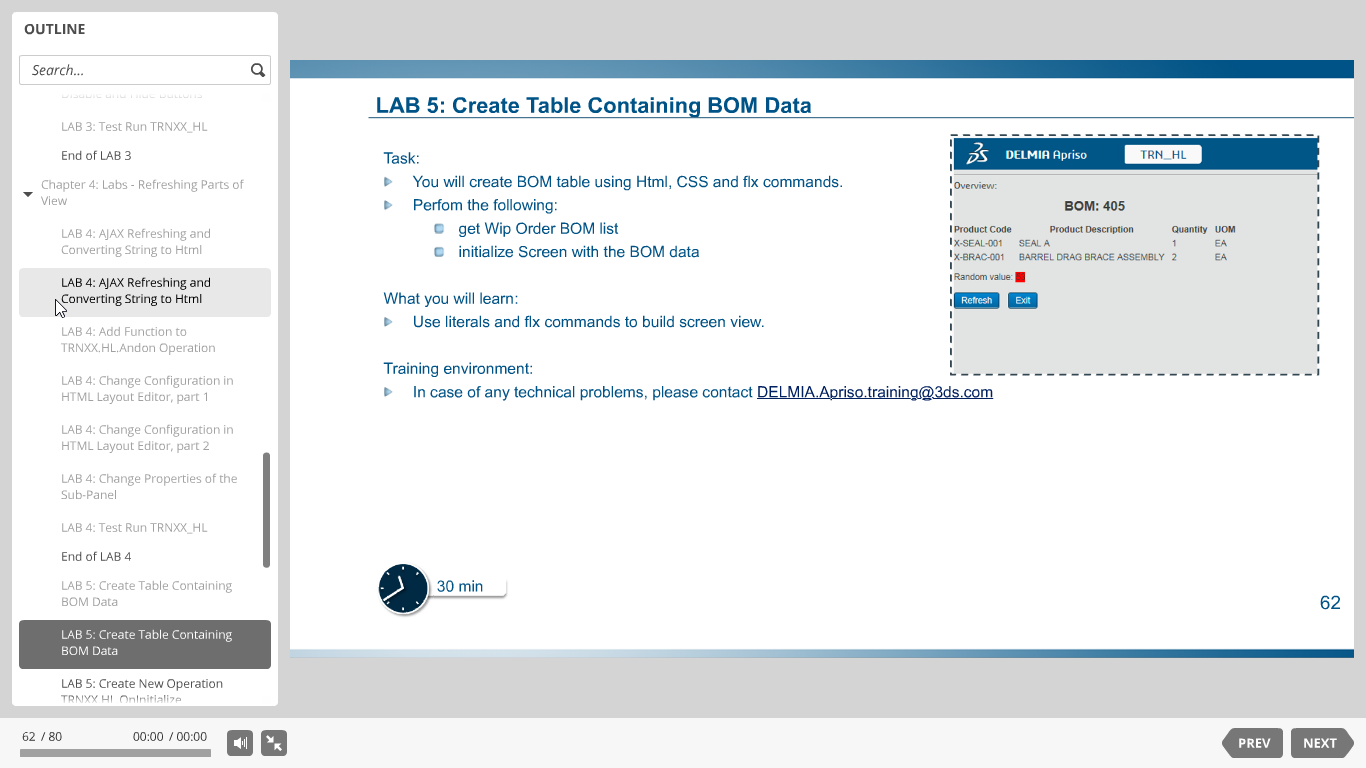 OUTLINE
Search...
Disable and Hide Buttons
LAB 3: Test Run TRNXX_HL
End of LAB 3
Chapter 4: Labs - Refreshing Parts of
View
LAB 4: AJAX Refreshing and
Converting String to Html
LAB 4: AJAX Refreshing and
Converting String to Html
LAB 4: Add Function to
TRNXX.HL.Andon Operation
LAB 4: Change Configuration in
HTML Layout Editor, part 1
LAB 4: Change Configuration in
HTML Layout Editor, part 2
LAB 4: Change Properties of the
Sub-Panel
LAB 4: Test Run TRNXX_HL
End of LAB 4
LAB 5: Create Table Containing
BOM Data
LAB 5: Create Table Containing
BOM Data
LAB 5: Create New Operation
TRNXX.HL.OnInitialize
62 / 80
00:00 / 00:00
LAB 5: Create Table Containing BOM Data
Task:
You will create BOM table using Html, CSS and flx commands.
Perfom the following:
get Wip Order BOM list
initialize Screen with the BOM data
What you will learn:
Use literals and flx commands to build screen view.
Training environment:
In case of any technical problems, please contact DELMIA.Apriso.training@3ds.com
DELMIA Apriso
TRN_HL
Overview:
BOM: 405
Product Code Product Description Quantity UOM
X-SEAL-001 SEAL A 1 EA
X-BRAC-001 BARREL DRAG BRACE ASSEMBLY 2 EA
Random value:
Refresh Exit
30 min
62
PREV
NEXT